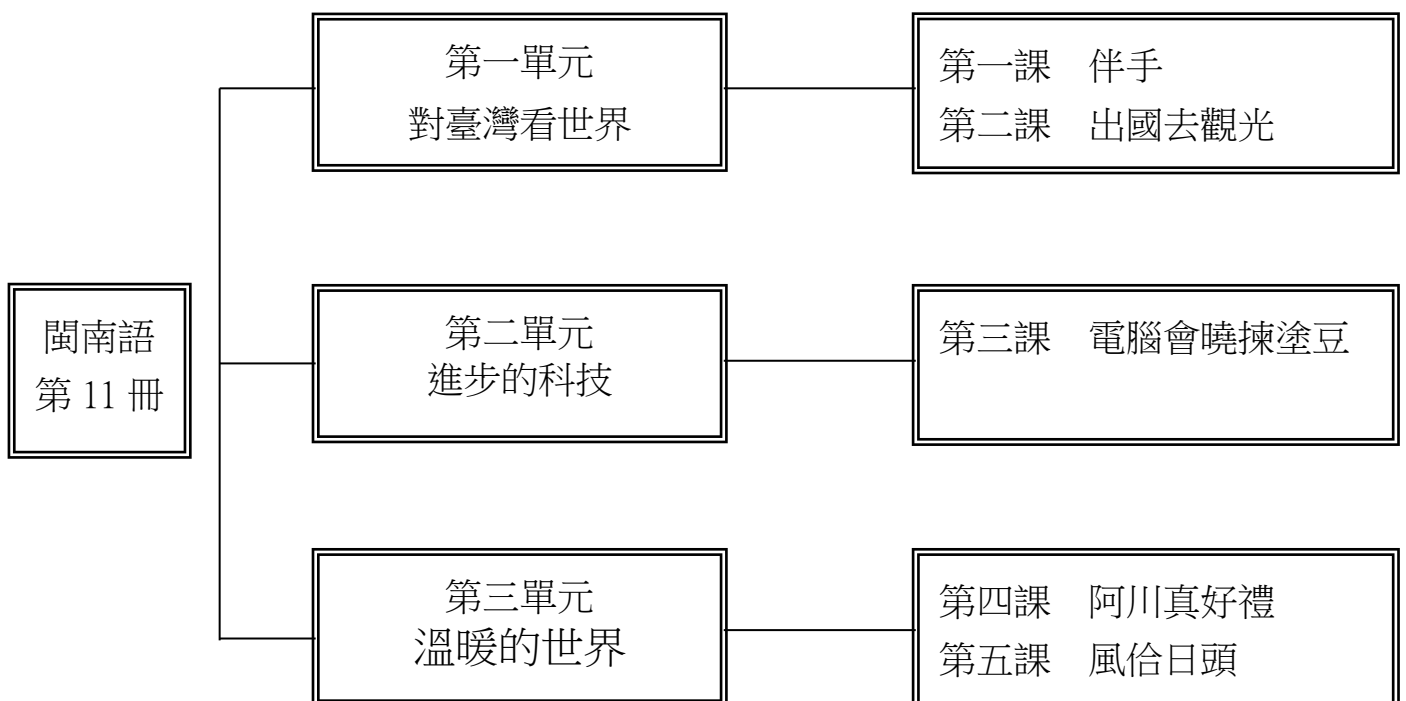 閩南語
第 11 冊
第一單元
對臺灣看世界
第一課　伴手
第二課　出國去觀光
第二單元
進步的科技
第三課　電腦會曉揀塗豆
第三單元
溫暖的世界
第四課　阿川真好禮
第五課　風佮日頭